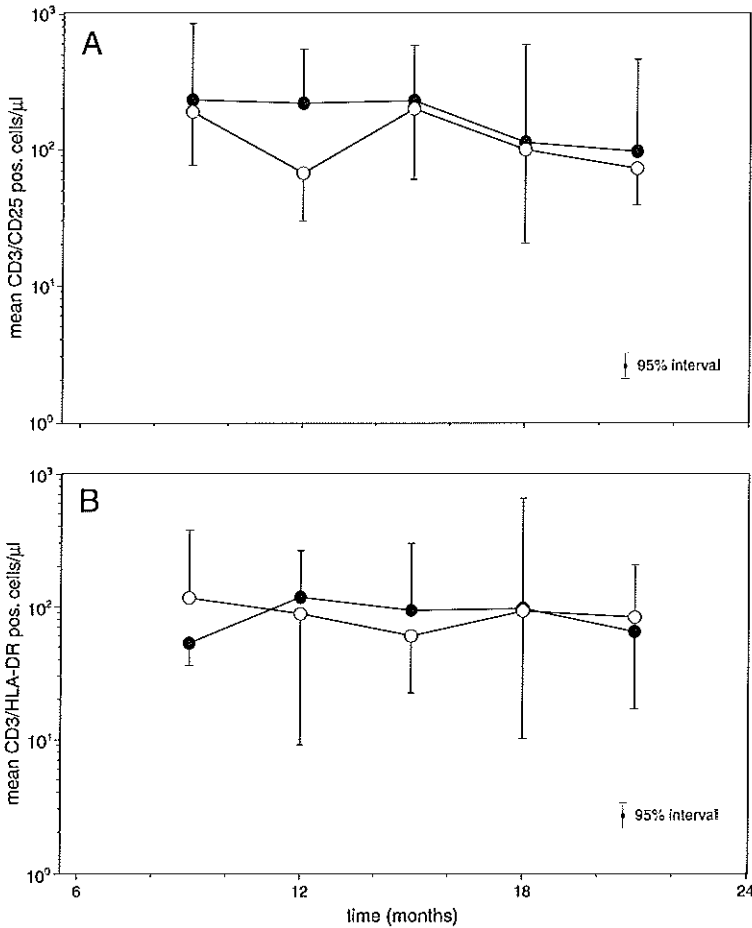 A
10³
10²
10¹
10⁰
mean CD3/CD25 pos. cells/µl
95% interval
B
10³
10²
10¹
10⁰
mean CD3/HLA-DR pos. cells/µl
95% interval
6 12 18 24
time (months)